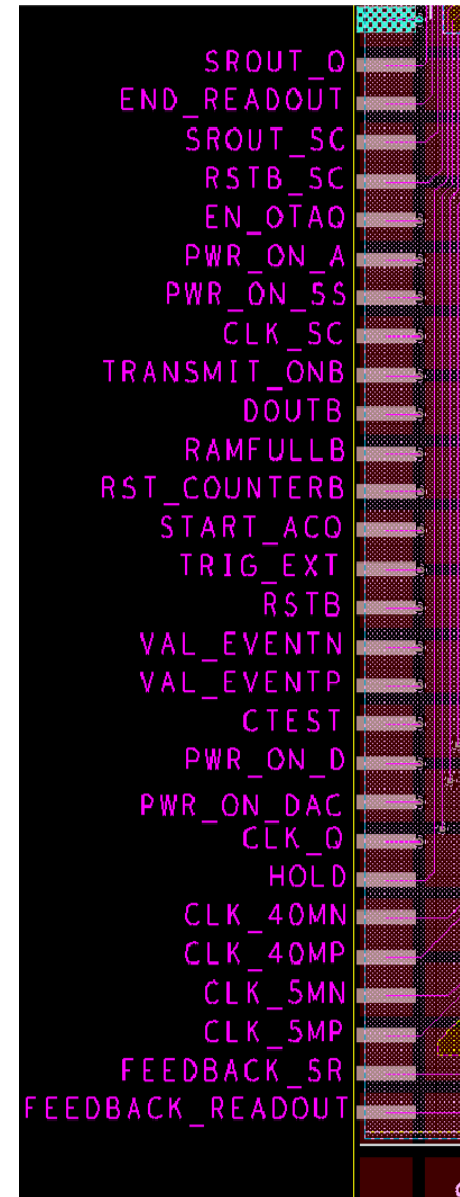 SROUT_Q
END_READOUT
SROUT_SC
RSTB_SC
EN_OTAQ
PWR_ON_A
PWR_ON_5S
CLK_SC
TRANSMIT_ONB
DOUTB
RAMFULLB
RST_COUNTERB
START_ACQ
TRIG_EXT
RSTB
VAL_EVENTN
VAL_EVENTP
CTEST
PWR_ON_D
PWR_ON_DAC
CLK_Q
HOLD
CLK_40MN
CLK_40MP
CLK_5MN
CLK_5MP
FEEDBACK_SR
FEEDBACK_READOUT